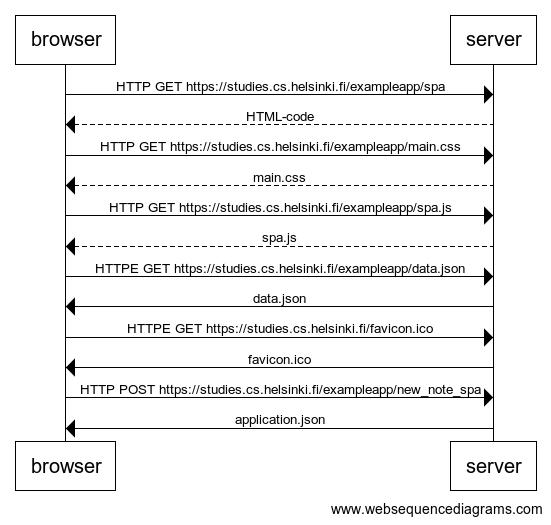 browser server
HTTP GET https://studies.cs.helsinki.fi/exampleapp/spa
HTML-code
HTTP GET https://studies.cs.helsinki.fi/exampleapp/main.css
main.css
HTTP GET https://studies.cs.helsinki.fi/exampleapp/spa.js
spa.js
HTTPE GET https://studies.cs.helsinki.fi/exampleapp/data.json
data.json
HTTPE GET https://studies.cs.helsinki.fi/favicon.ico
favicon.ico
HTTP POST https://studies.cs.helsinki.fi/exampleapp/new_note_spa
application.json
browser server
www.websequencediagrams.com